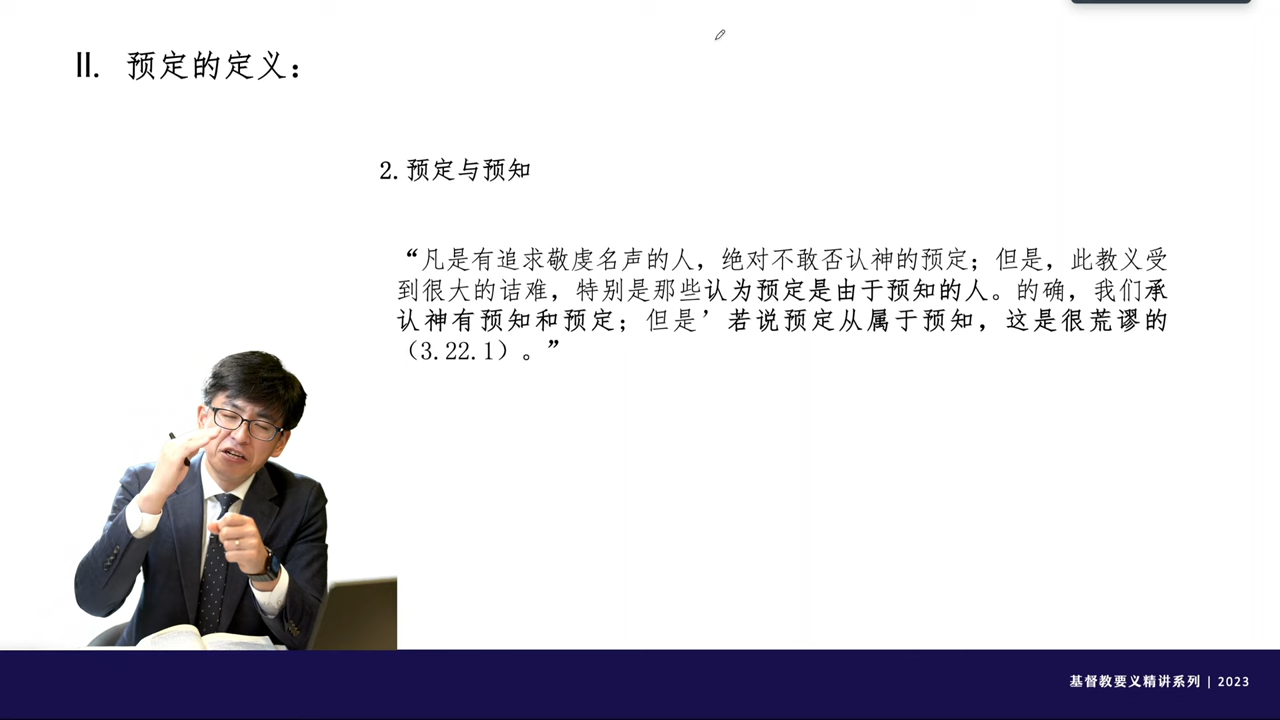 II. 预定的定义：
2. 预定与预知
“凡是有追求敬虔名声的人，绝对不敢否认神的预定；但是，此教义受
到很大的诘难，特别是那些认为预定是由于预知的人。的确，我们承
认神有预知和预定；但是’若说预定从属于预知，这是很荒谬的
（3.22.1）。”
基督教要义精讲系列 | 2023